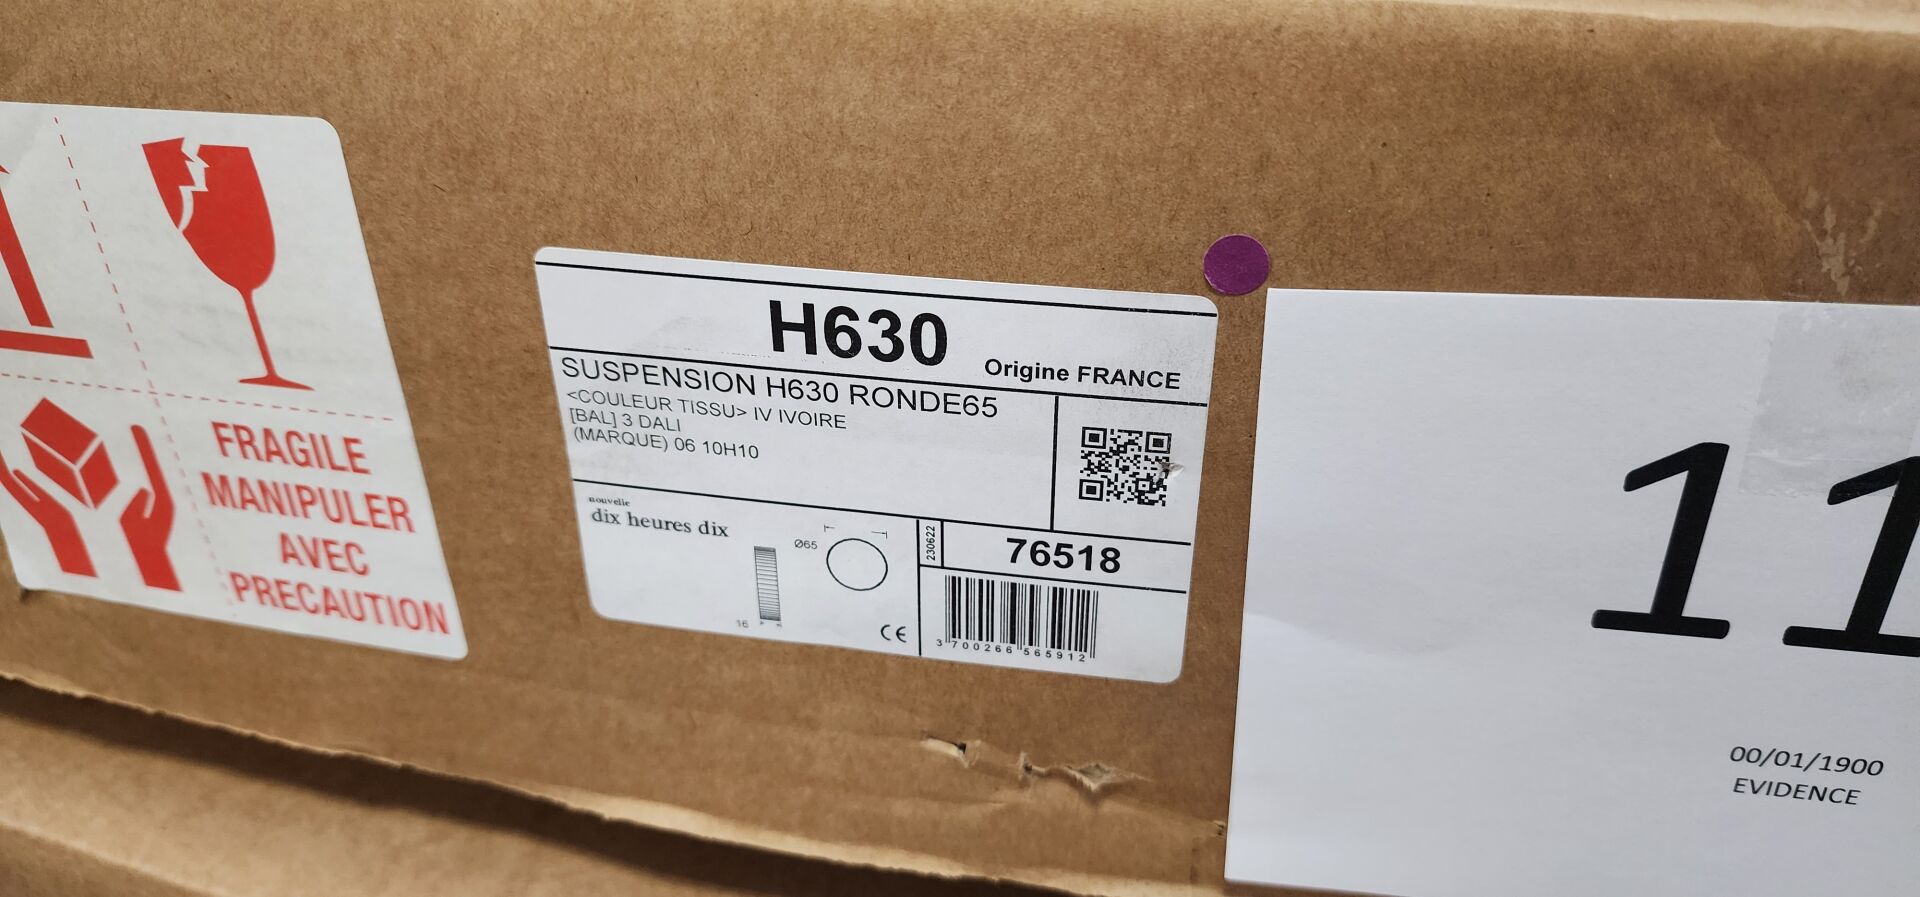 FRAGILE
MANIPULER
AVEC
PRECAUTION
H630
Origine FRANCE
SUSPENSION H630 RONDE65
<COULEUR TISSU> IV IVOIRE
[BAL] 3 DALI
(MARQUE) 06 10H10
nouvelle
dix heures dix
Ø65
16
CE
230622
76518
3 700266 565912
11
00/01/1900
EVIDENCE